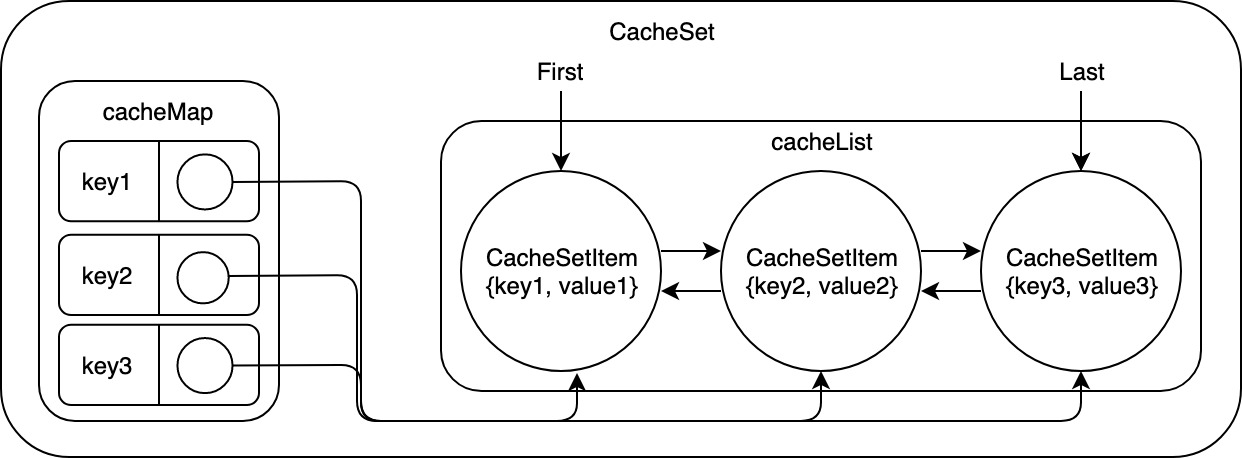 CacheSet
First
Last
cacheMap
key1
key2
key3
cacheList
CacheSetItem
{key1, value1}
CacheSetItem
{key2, value2}
CacheSetItem
{key3, value3}